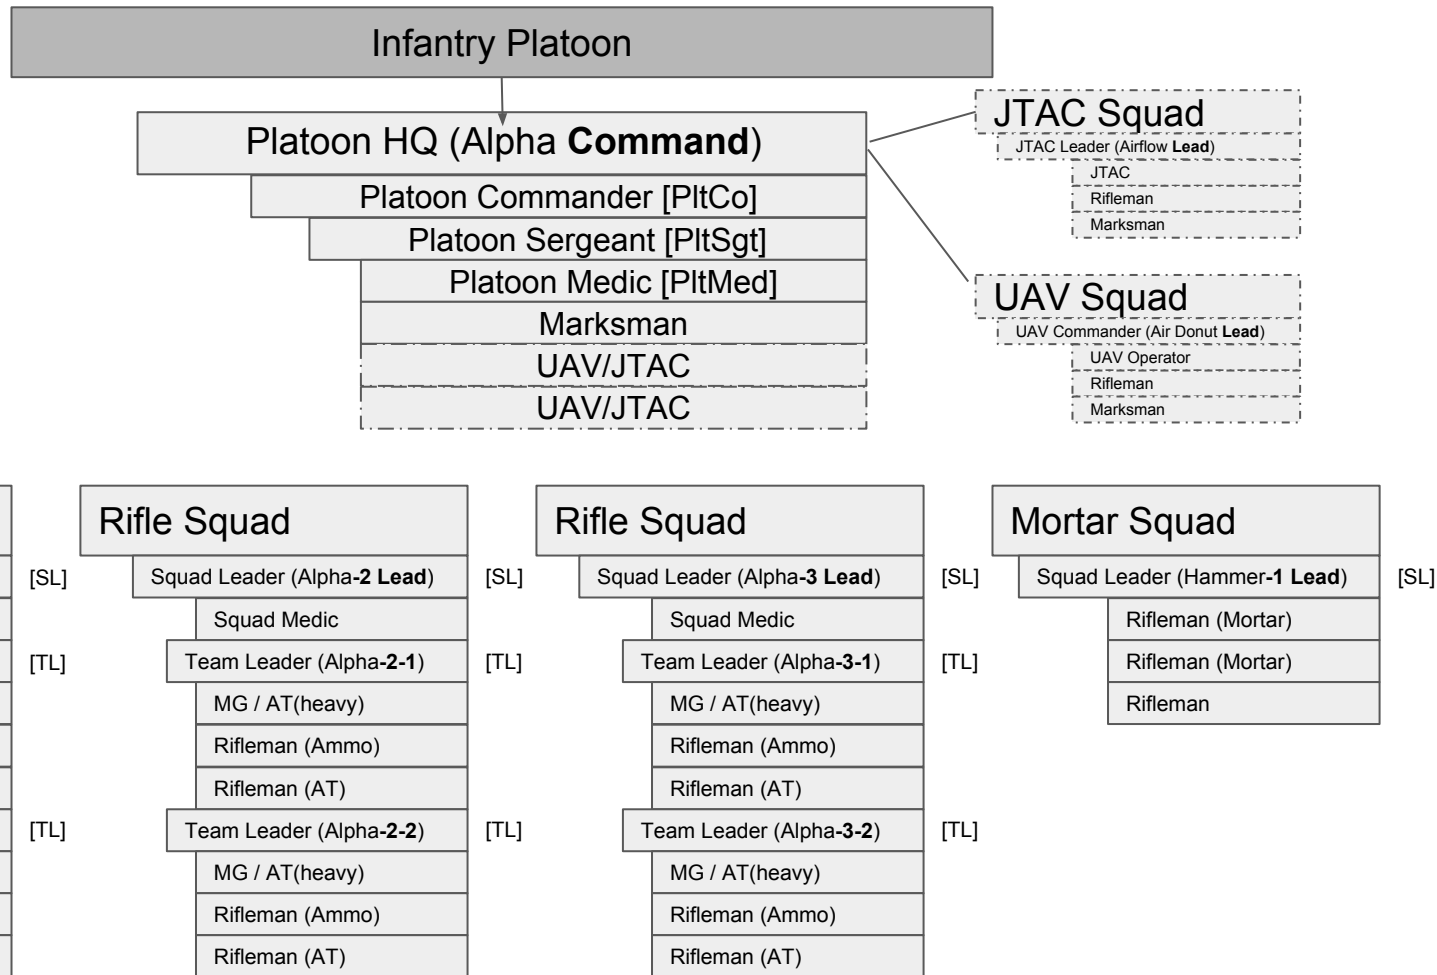 Infantry Platoon
Platoon HQ (Alpha Command)
Platoon Commander [PltCo]
Platoon Sergeant [PltSgt]
Platoon Medic [PltMed]
Marksman
UAV/JTAC
UAV/JTAC
JTAC Squad
JTAC Leader (Airflow Lead)
JTAC
Rifleman
Marksman
UAV Squad
UAV Commander (Air Donut Lead)
UAV Operator
Rifleman
Marksman
[SL]
[TL]
[TL]
Rifle Squad
Squad Leader (Alpha-2 Lead) [SL]
Squad Medic
Team Leader (Alpha-2-1) [TL]
MG / AT(heavy)
Rifleman (Ammo)
Rifleman (AT)
Team Leader (Alpha-2-2) [TL]
MG / AT(heavy)
Rifleman (Ammo)
Rifleman (AT)
Rifle Squad
Squad Leader (Alpha-3 Lead) [SL]
Squad Medic
Team Leader (Alpha-3-1) [TL]
MG / AT(heavy)
Rifleman (Ammo)
Rifleman (AT)
Team Leader (Alpha-3-2) [TL]
MG / AT(heavy)
Rifleman (Ammo)
Rifleman (AT)
Mortar Squad
Squad Leader (Hammer-1 Lead) [SL]
Rifleman (Mortar)
Rifleman (Mortar)
Rifleman